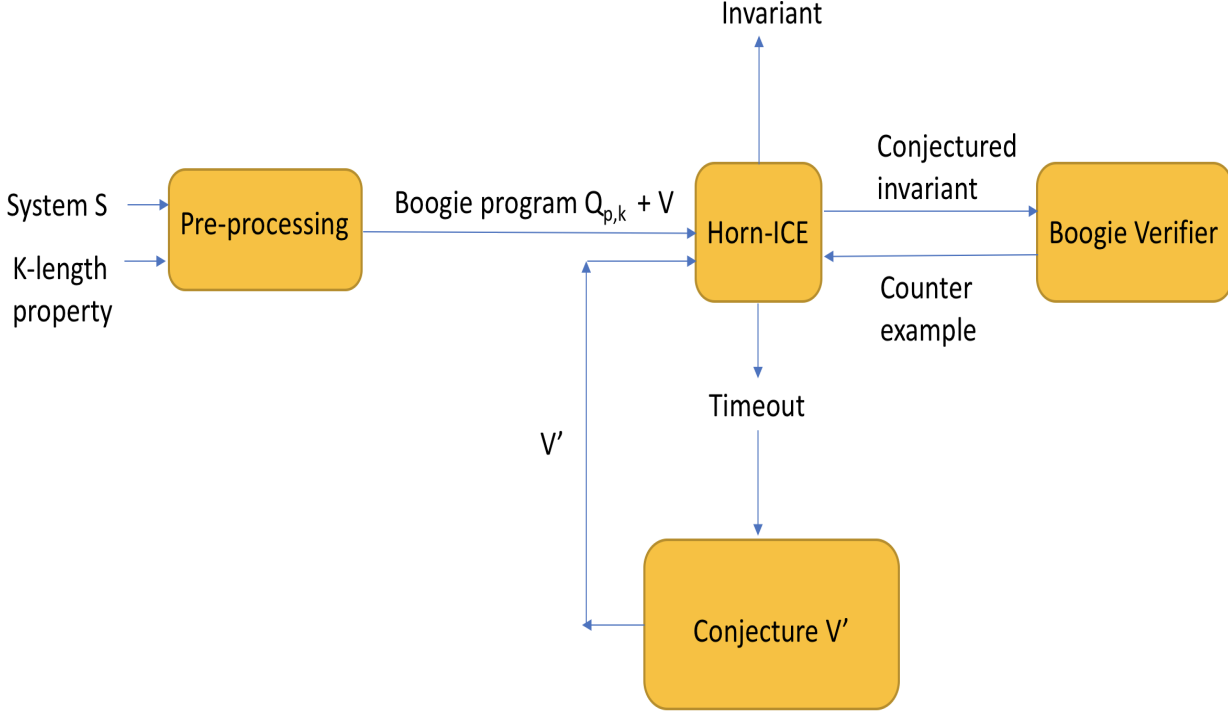 Invariant
System S
K-length
property
Pre-processing
Boogie program Qp,k + V
Horn-ICE
Conjectured
invariant
Boogie Verifier
Counter
example
Timeout
V’
Conjecture V’